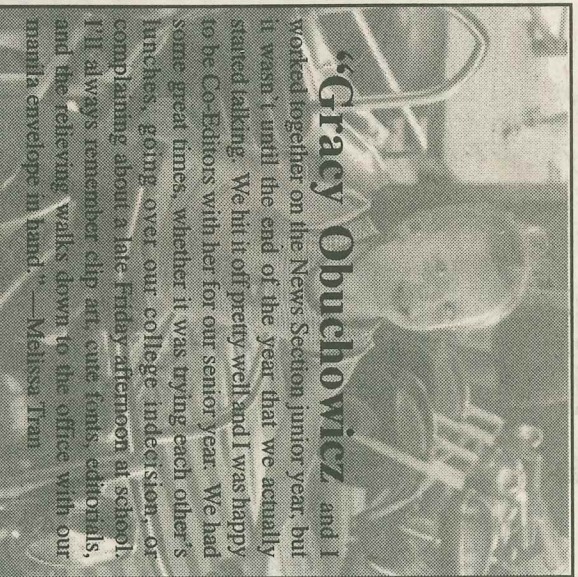 “Gracy Obuchowicz and I
worked together on the News Section junior year, but
it wasn’t until the end of the year that we actually
started talking. We hit it off pretty well and I was happy
to be Co-Editors with her for our senior year. We had
some great times, whether it was trying each other’s
lunches, going over our college indecision, or
complaining about a late Friday afternoon at school.
I’ll always remember clip art, cute fonts, editorials,
and the reliving walks down to the office with our
manila envelope in hand.” —Melissa Tran